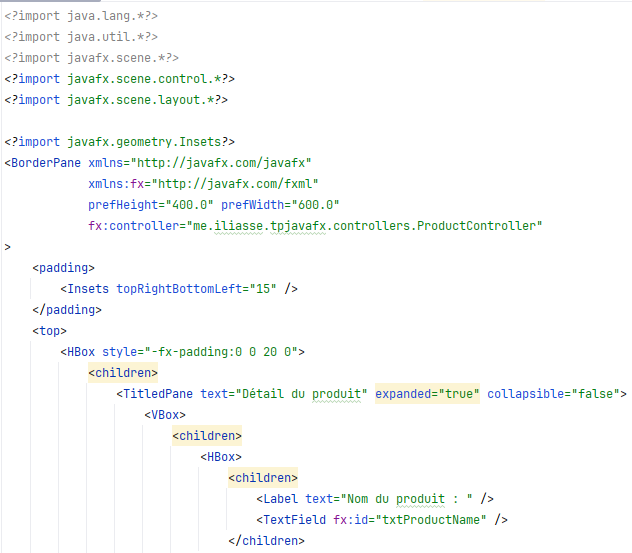 <?import java.lang.*?>
<?import java.util.*?>
<?import javafx.scene.*?>
<?import javafx.scene.control.*?>
<?import javafx.scene.layout.*?>

<?import javafx.geometry.Insets?>
<BorderPane xmlns="http://javafx.com/javafx"
            xmlns:fx="http://javafx.com/fxml"
            prefHeight="400.0" prefWidth="600.0"
            fx:controller="me.iliasse.tpjavafx.controllers.ProductController"
>
    <padding>
        <Insets topRightBottomLeft="15" />
    </padding>
    <top>
        <HBox style="-fx-padding:0 0 20 0">
            <children>
                <TitledPane text="Détail du produit" expanded="true" collapsible="false">
                    <VBox>
                        <children>
                            <HBox>
                                <children>
                                    <Label text="Nom du produit : " />
                                    <TextField fx:id="txtProductName" />
                                </children>